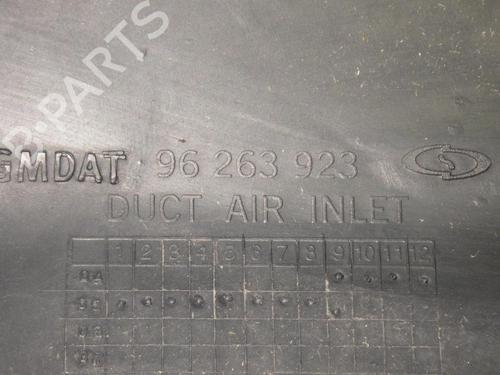 B-PARTS
GMDAT 96 263 923
DUCT AIR INLET
1 2 3 4 5 6 7 8 9 10 11 12